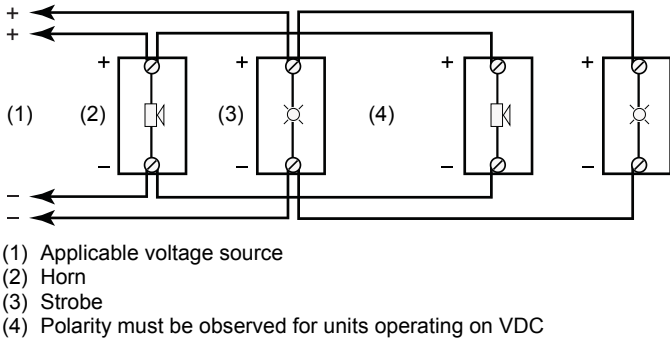 +
+
+ + + +
(1) (2) (3) (4)
– – – –
–
–
(1) Applicable voltage source
(2) Horn
(3) Strobe
(4) Polarity must be observed for units operating on VDC